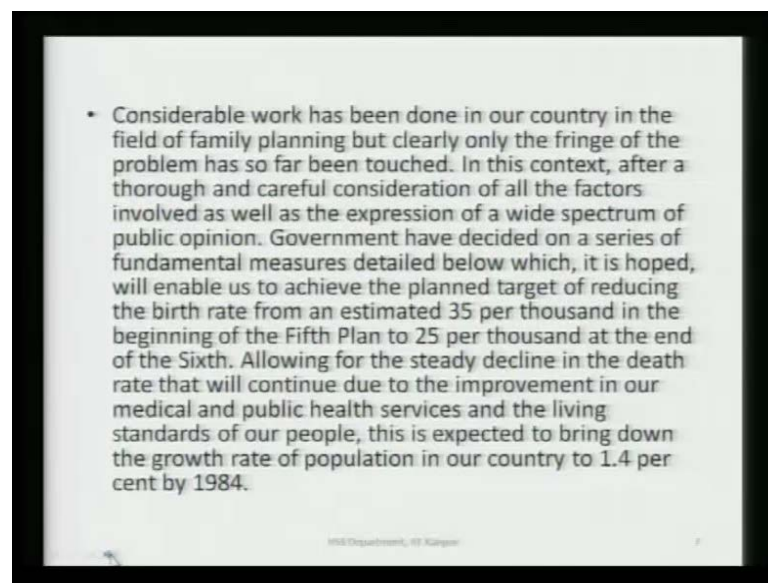 • Considerable work has been done in our country in the
field of family planning but clearly only the fringe of the
problem has so far been touched. In this context, after a
thorough and careful consideration of all the factors
involved as well as the expression of a wide spectrum of
public opinion. Government have decided on a series of
fundamental measures detailed below which, it is hoped,
will enable us to achieve the planned target of reducing
the birth rate from an estimated 35 per thousand in the
beginning of the Fifth Plan to 25 per thousand at the end
of the Sixth. Allowing for the steady decline in the death
rate that will continue due to the improvement in our
medical and public health services and the living
standards of our people, this is expected to bring down
the growth rate of population in our country to 1.4 per
cent by 1984.
HSS Department, IIT Kanpur